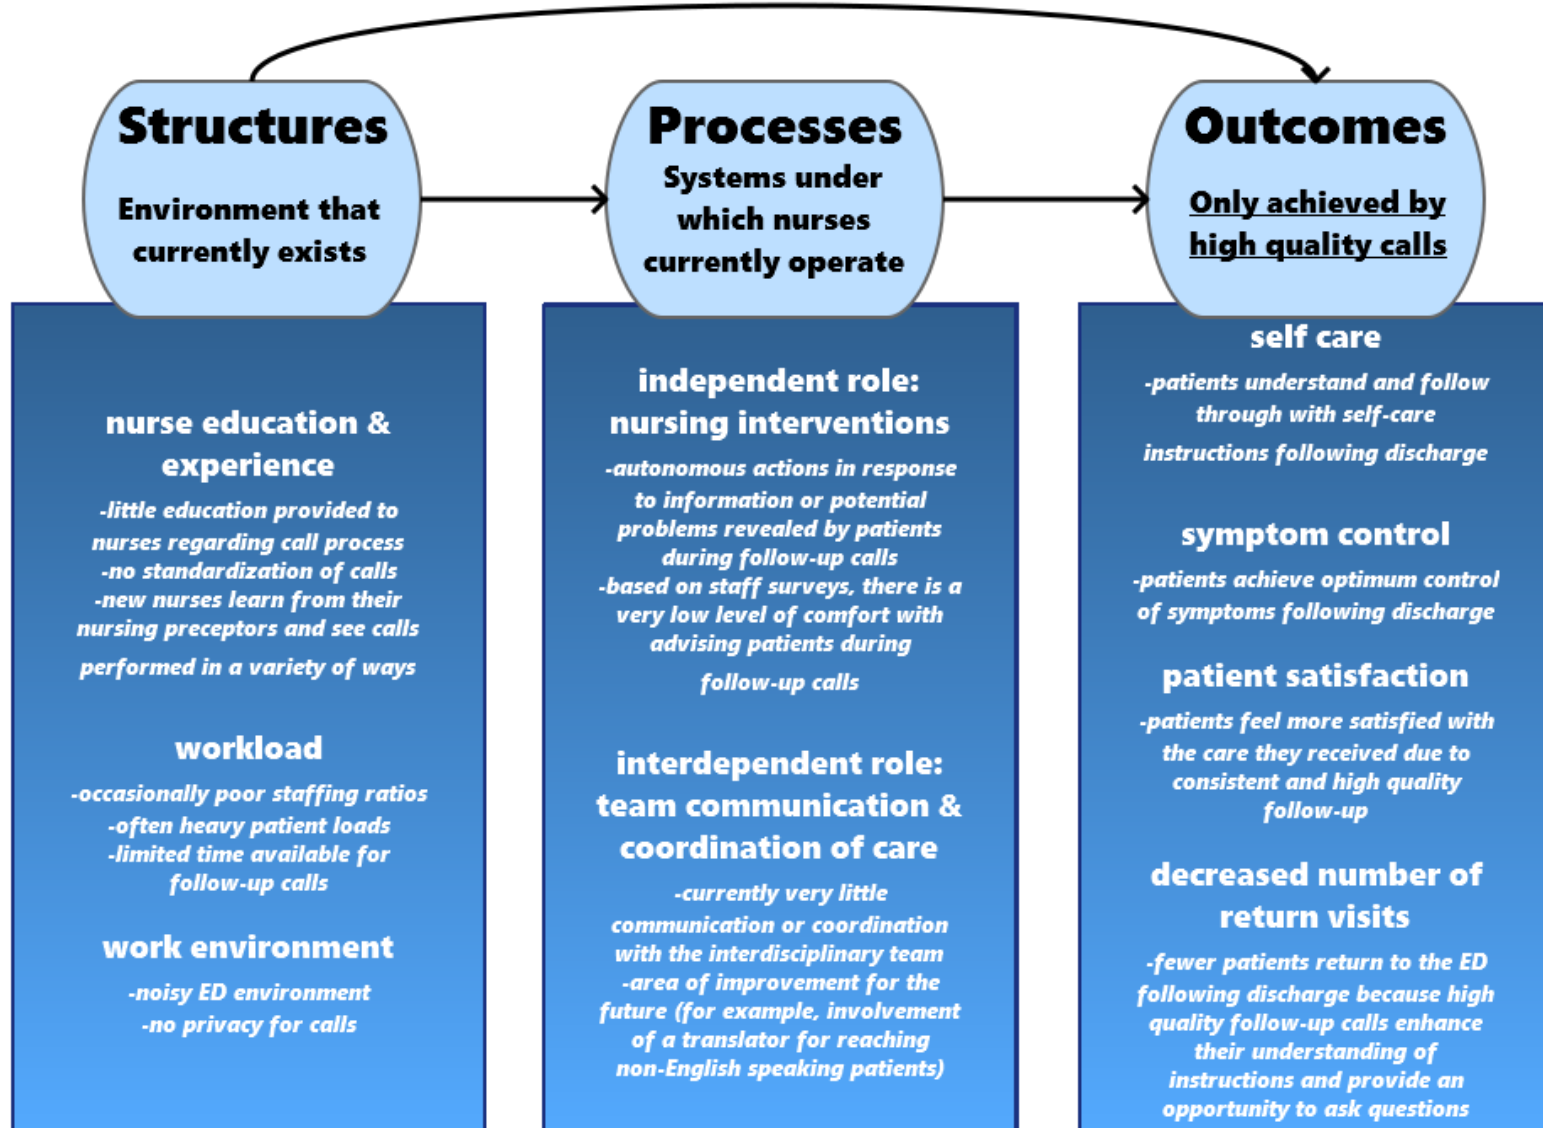 Structures
Environment that
currently exists
nurse education &
experience
-little education provided to
nurses regarding call process
-no standardization of calls
-new nurses learn from their
nursing preceptors and see calls
performed in a variety of ways
workload
-occasionally poor staffing ratios
-often heavy patient loads
-limited time available for
follow-up calls
work environment
-noisy ED environment
-no privacy for calls
Processes
Systems under
which nurses
currently operate
independent role:
nursing interventions
-autonomous actions in response
to information or potential
problems revealed by patients
during follow-up calls
-based on staff surveys, there is a
very low level of comfort with
advising patients during
follow-up calls
interdependent role:
team communication &
coordination of care
-currently very little
communication or coordination
with the interdisciplinary team
-area of improvement for the
future (for example, involvement
of a translator for reaching
non-English speaking patients)
Outcomes
Only achieved by
high quality calls
self care
-patients understand and follow
through with self-care
instructions following discharge
symptom control
-patients achieve optimum control
of symptoms following discharge
patient satisfaction
-patients feel more satisfied with
the care they received due to
consistent and high quality
follow-up
decreased number of
return visits
-fewer patients return to the ED
following discharge because high
quality follow-up calls enhance
their understanding of
instructions and provide an
opportunity to ask questions